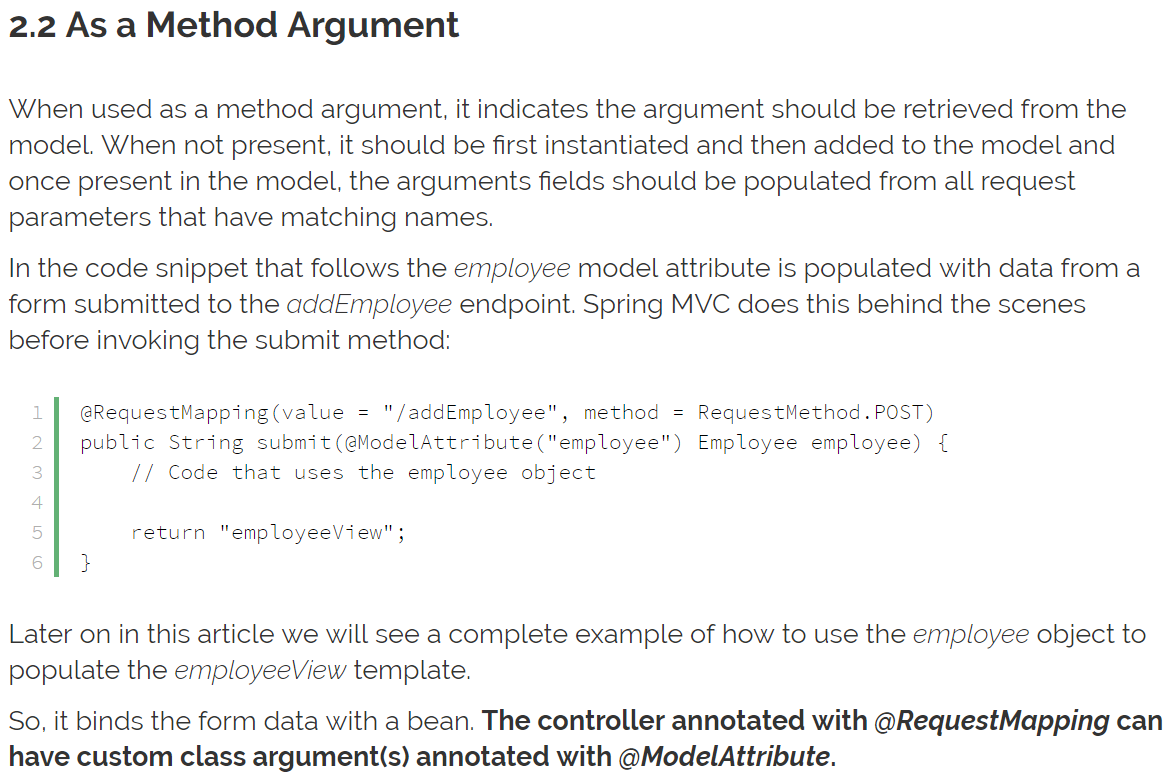 2.2 As a Method Argument
When used as a method argument, it indicates the argument should be retrieved from the
model. When not present, it should be first instantiated and then added to the model and
once present in the model, the arguments fields should be populated from all request
parameters that have matching names.
In the code snippet that follows the employee model attribute is populated with data from a
form submitted to the addEmployee endpoint. Spring MVC does this behind the scenes
before invoking the submit method:
1 @RequestMapping(value = "/addEmployee", method = RequestMethod.POST)
2 public String submit(@ModelAttribute("employee") Employee employee) {
3     // Code that uses the employee object
4
5     return "employeeView";
6 }
Later on in this article we will see a complete example of how to use the employee object to
populate the employeeView template.
So, it binds the form data with a bean. The controller annotated with @RequestMapping can
have custom class argument(s) annotated with @ModelAttribute.